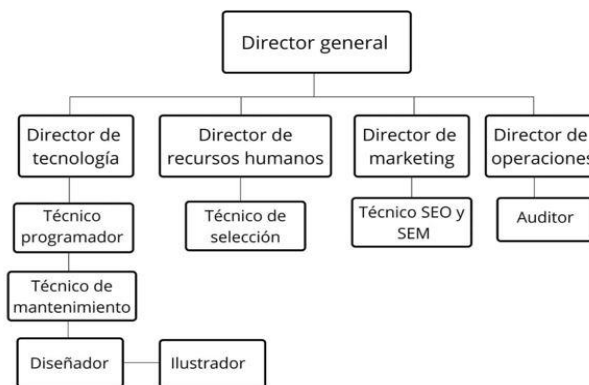 Director general
Director de
tecnología
Director de
recursos humanos
Director de
marketing
Director de
operaciones
Técnico
programador
Técnico de
selección
Técnico SEO y
SEM
Auditor
Técnico de
mantenimiento
Diseñador
Ilustrador